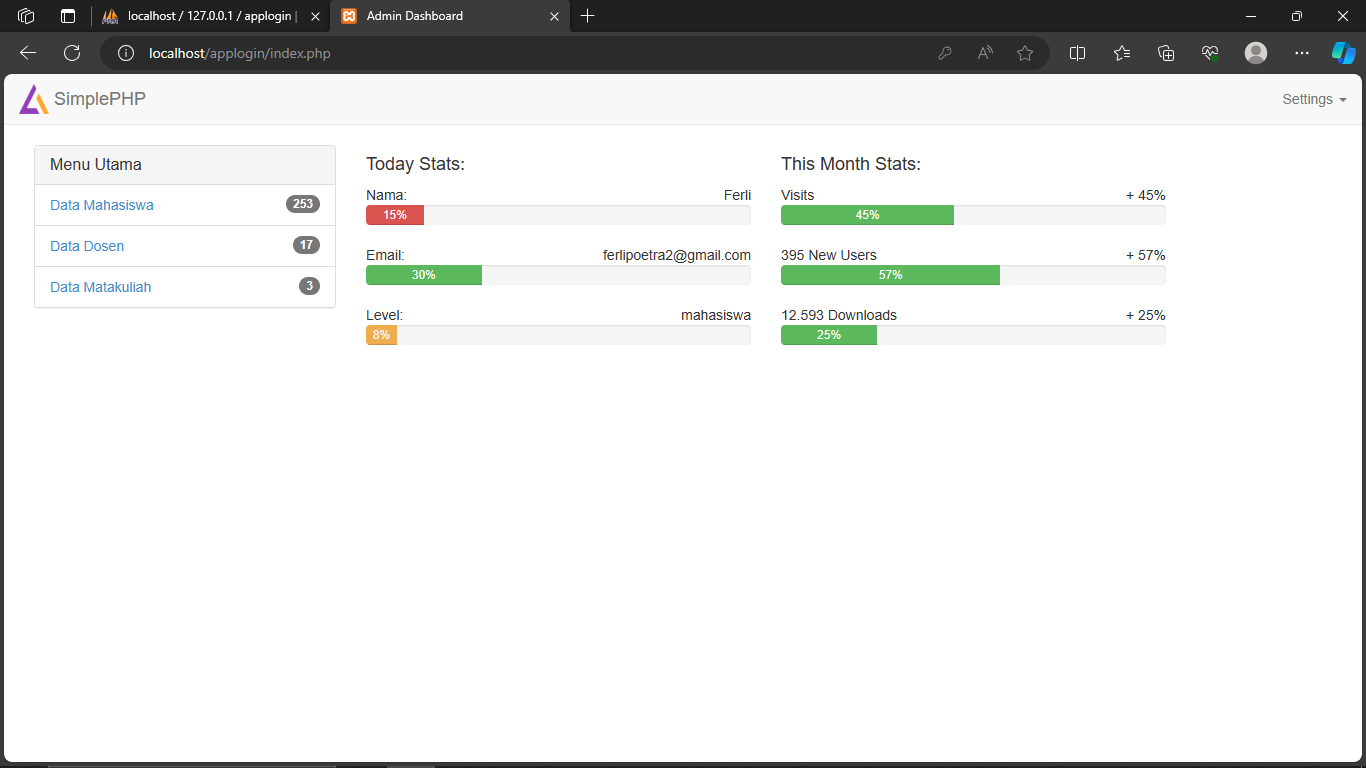 localhost / 127.0.0.1 / applogin |
Admin Dashboard
localhost/applogin/index.php
SimplePHP
Settings
Menu Utama
Data Mahasiswa 253
Data Dosen 17
Data Matakuliah 3
Today Stats:
Nama: Ferli
15%
Email: ferlipoetra2@gmail.com
30%
Level: mahasiswa
8%
This Month Stats:
Visits + 45%
45%
395 New Users + 57%
57%
12.593 Downloads + 25%
25%